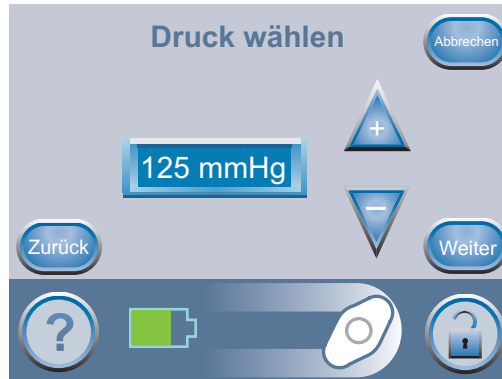 Druck wählen
Abbrechen
+
125 mmHg
–
Zurück
Weiter
?